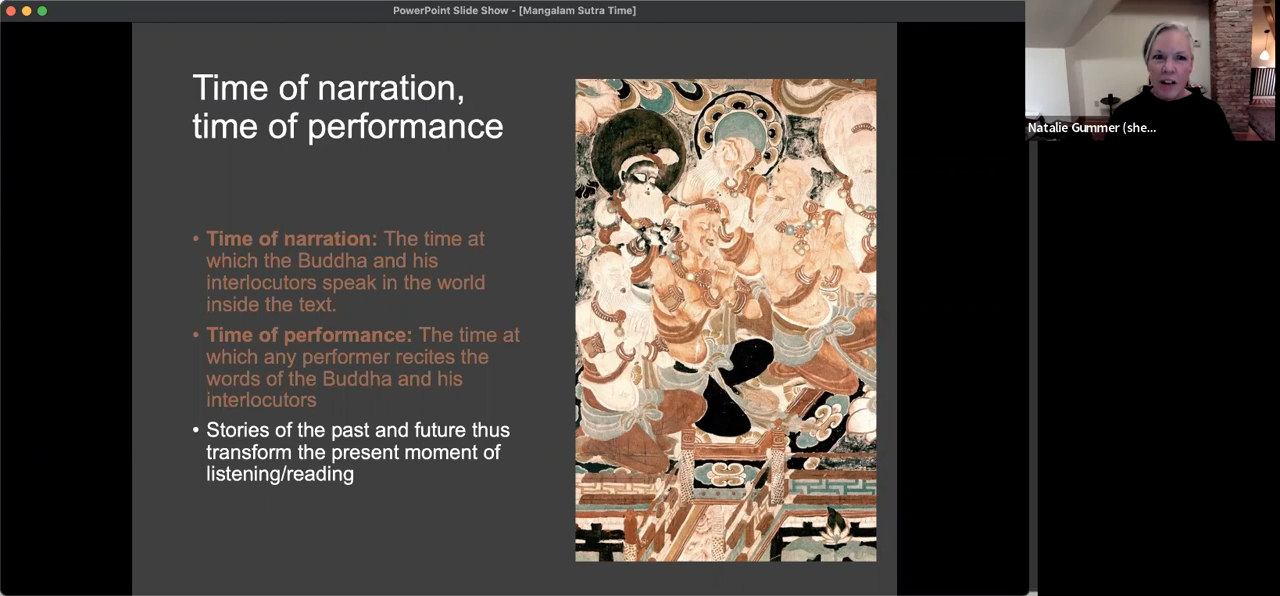 PowerPoint Slide Show - [Mangalam Sutra Time]
Natalie Gummer (she...
Time of narration,
time of performance
• Time of narration: The time at
which the Buddha and his
interlocutors speak in the world
inside the text.
• Time of performance: The time at
which any performer recites the
words of the Buddha and his
interlocutors
• Stories of the past and future thus
transform the present moment of
listening/reading